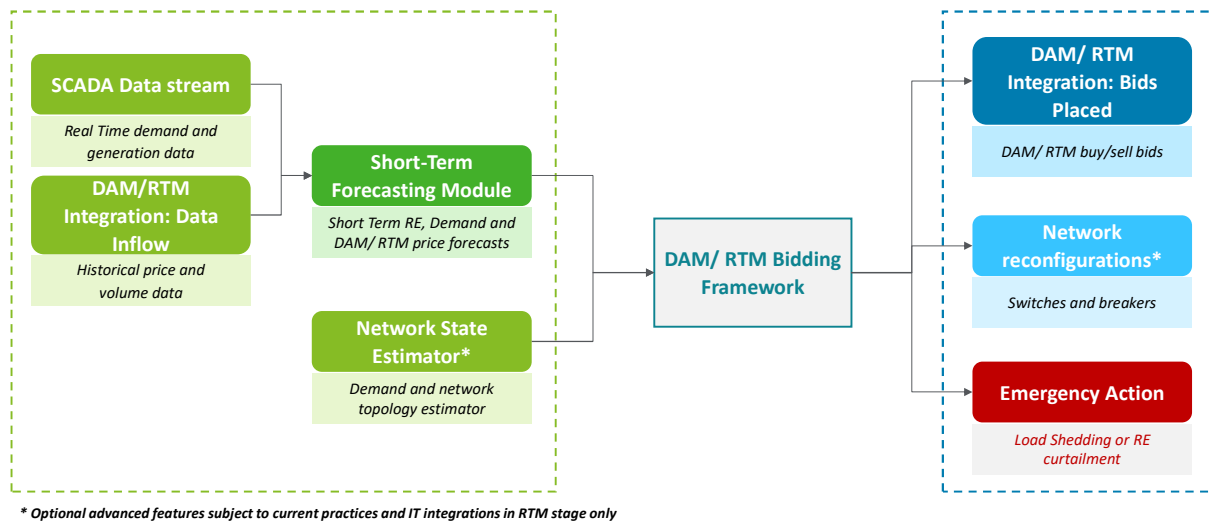 SCADA Data stream
Real Time demand and
generation data
DAM/RTM
Integration: Data
Inflow
Historical price and
volume data
Short-Term
Forecasting Module
Short Term RE, Demand and
DAM/ RTM price forecasts
Network State
Estimator*
Demand and network
topology estimator
DAM/ RTM Bidding
Framework
DAM/ RTM
Integration: Bids
Placed
DAM/ RTM buy/sell bids
Network
reconfigurations*
Switches and breakers
Emergency Action
Load Shedding or RE
curtailment
* Optional advanced features subject to current practices and IT integrations in RTM stage only